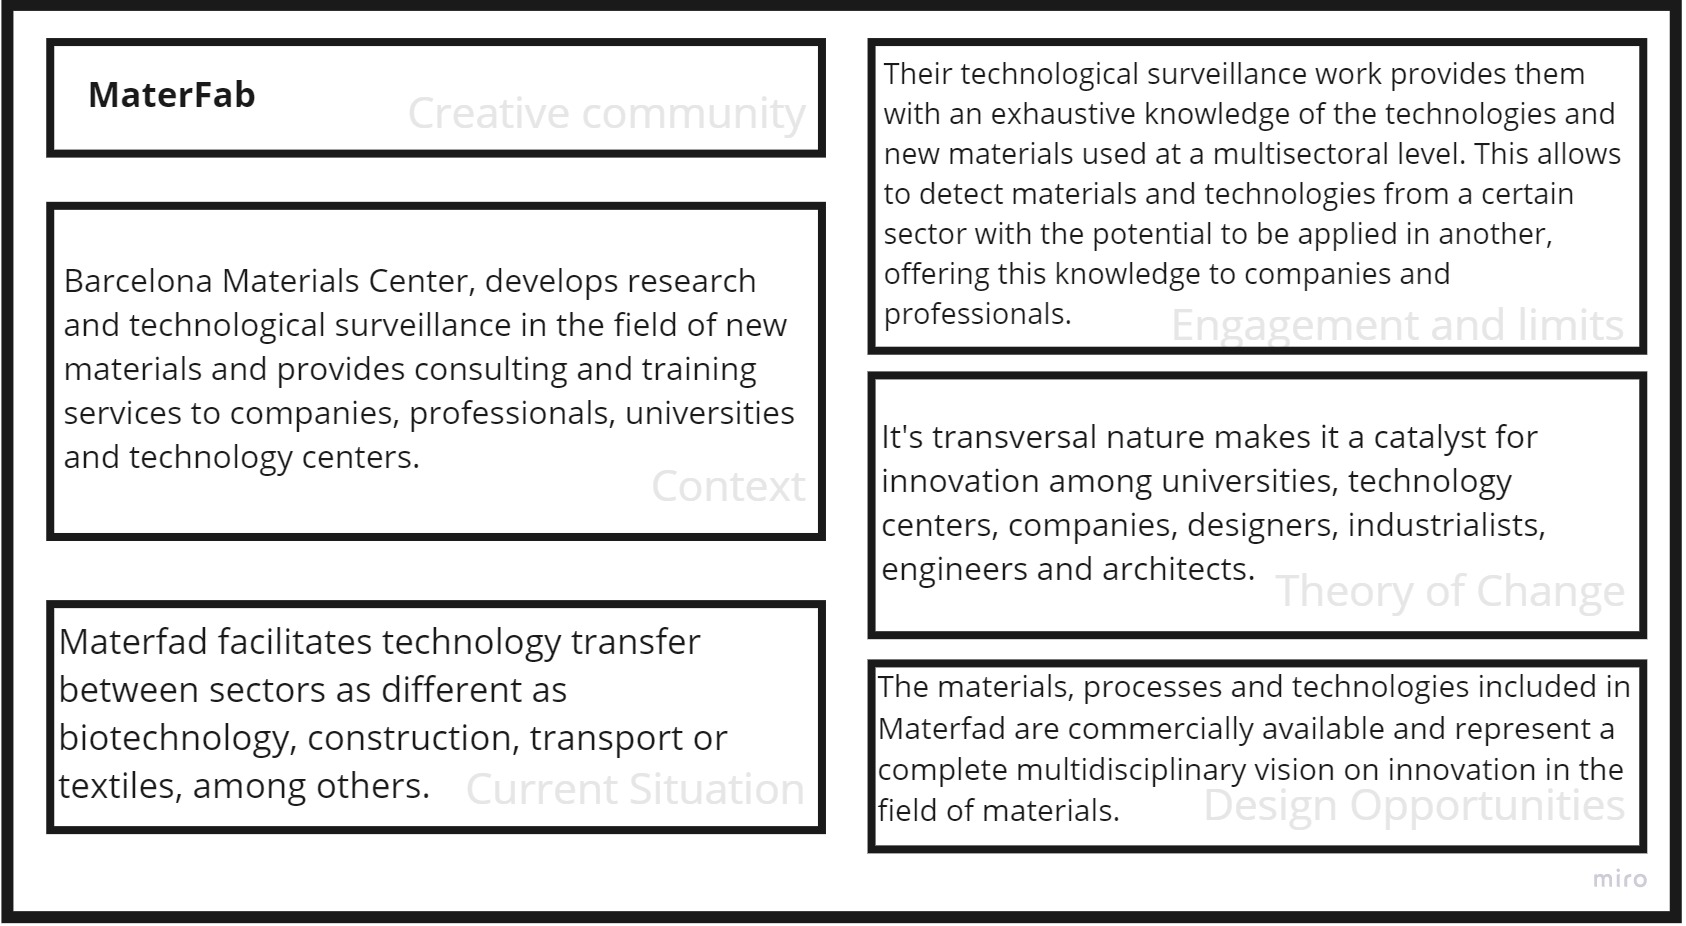 MaterFab
Creative community
Barcelona Materials Center, develops research
and technological surveillance in the field of new
materials and provides consulting and training
services to companies, professionals, universities
and technology centers.
Context
Materfad facilitates technology transfer
between sectors as different as
biotechnology, construction, transport or
textiles, among others.
Current Situation
Their technological surveillance work provides them
with an exhaustive knowledge of the technologies and
new materials used at a multisectoral level. This allows
to detect materials and technologies from a certain
sector with the potential to be applied in another,
offering this knowledge to companies and
professionals.
Engagement and limits
It's transversal nature makes it a catalyst for
innovation among universities, technology
centers, companies, designers, industrialists,
engineers and architects.
Theory of Change
The materials, processes and technologies included in
Materfad are commercially available and represent a
complete multidisciplinary vision on innovation in the
field of materials.
Design Opportunities
miro